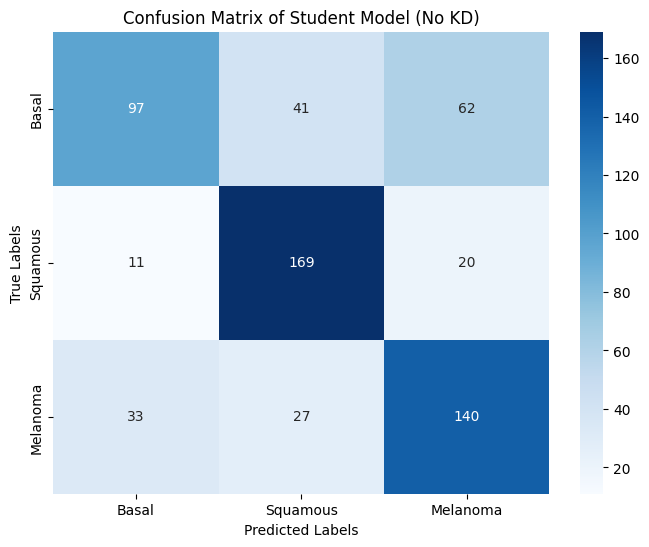 Confusion Matrix of Student Model (No KD)
True Labels
Basal
Squamous
Melanoma
97 41 62
11 169 20
33 27 140
Basal Squamous Melanoma
Predicted Labels
160
140
120
100
80
60
40
20